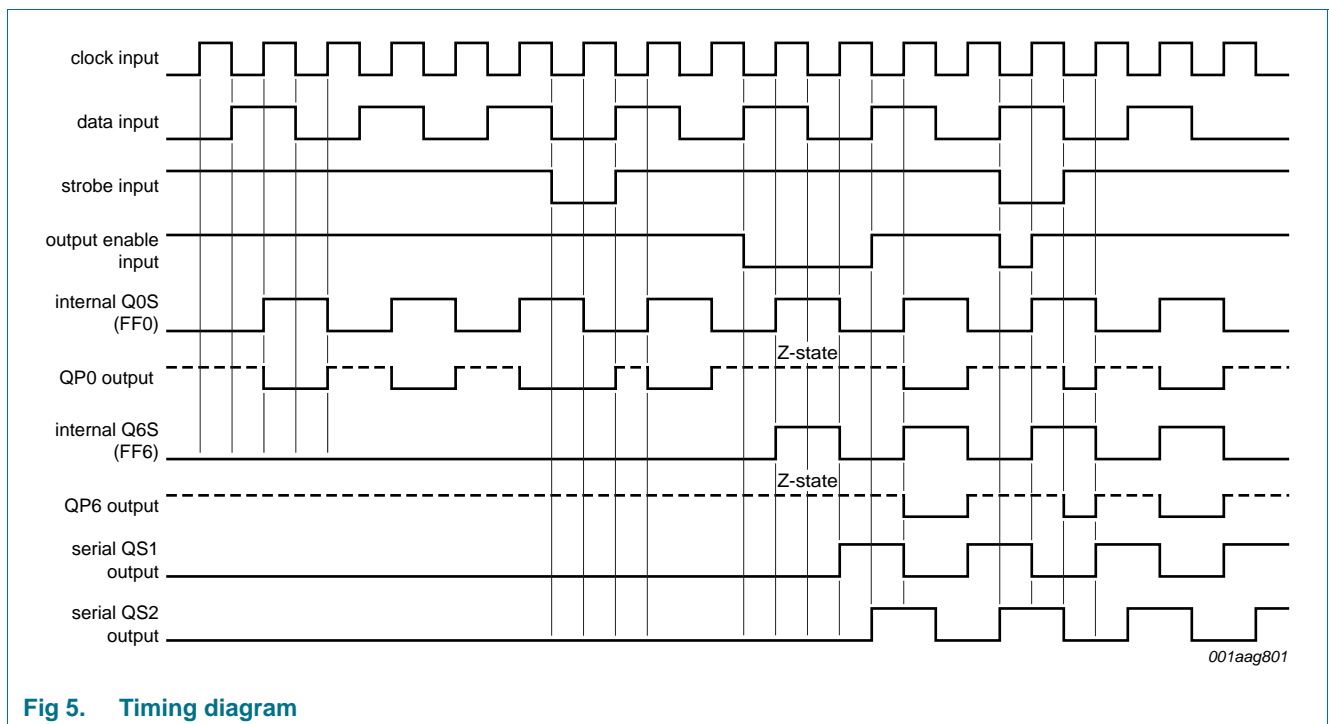 clock input
data input
strobe input
output enable
input
internal Q0S
(FF0)
Z-state
QP0 output
internal Q6S
(FF6)
Z-state
QP6 output
serial QS1
output
serial QS2
output
001aag801
Fig 5. Timing diagram